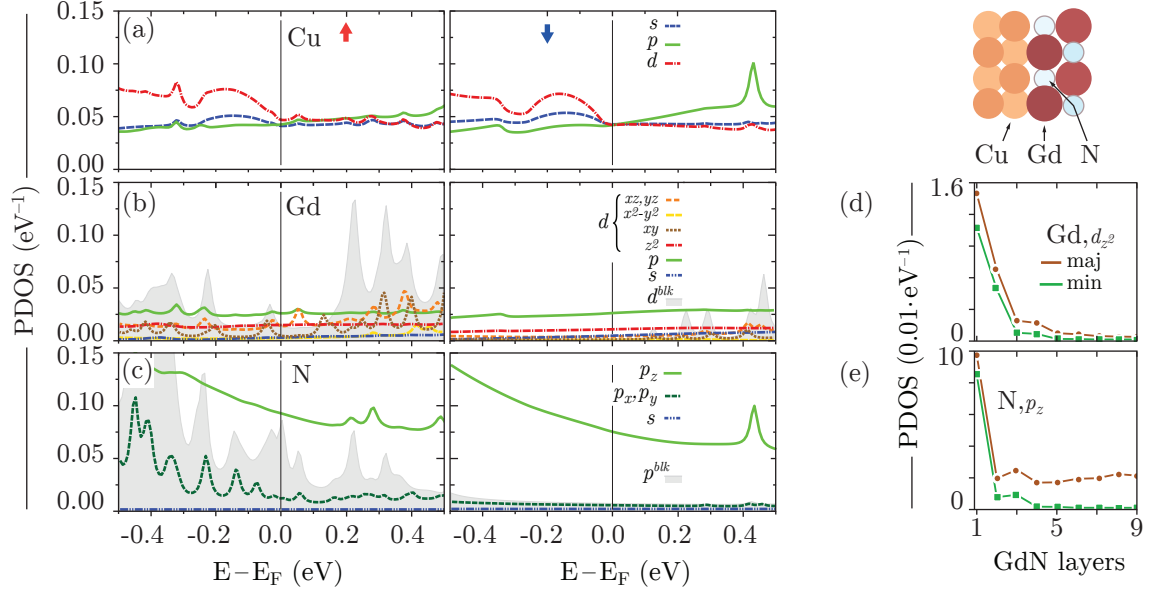 PDOS (eV⁻¹)
(a)
Cu
s
p
d
0.15
0.10
0.05
0.00
(b)
Gd
d
xz,yz
x²-y²
xy
z²
p
s
d^blk
0.15
0.10
0.05
0.00
(c)
N
p_z
p_x,p_y
s
p^blk
0.15
0.10
0.05
0.00
-0.4 -0.2 0.0 0.2 0.4
-0.4 -0.2 0.0 0.2 0.4
E−E_F (eV)
E−E_F (eV)
Cu Gd N
PDOS (0.01·eV⁻¹)
(d)
1.6
0
Gd,d_z²
maj
min
(e)
10
0
N,p_z
1 5 9
GdN layers